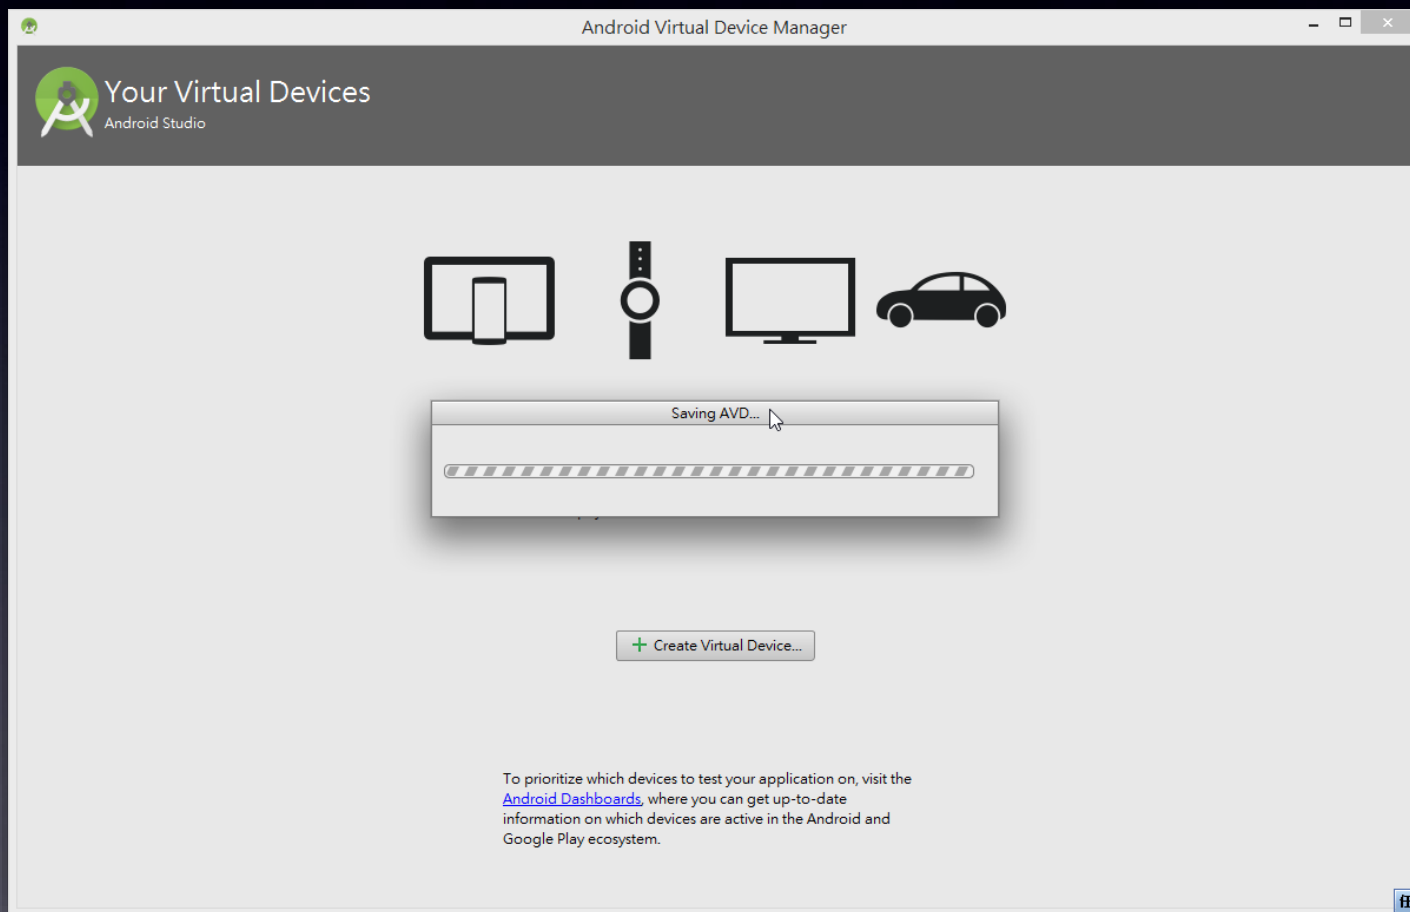 Android Virtual Device Manager
Your Virtual Devices
Android Studio
Saving AVD...
Create Virtual Device...
To prioritize which devices to test your application on, visit the
Android Dashboards, where you can get up-to-date
information on which devices are active in the Android and
Google Play ecosystem.